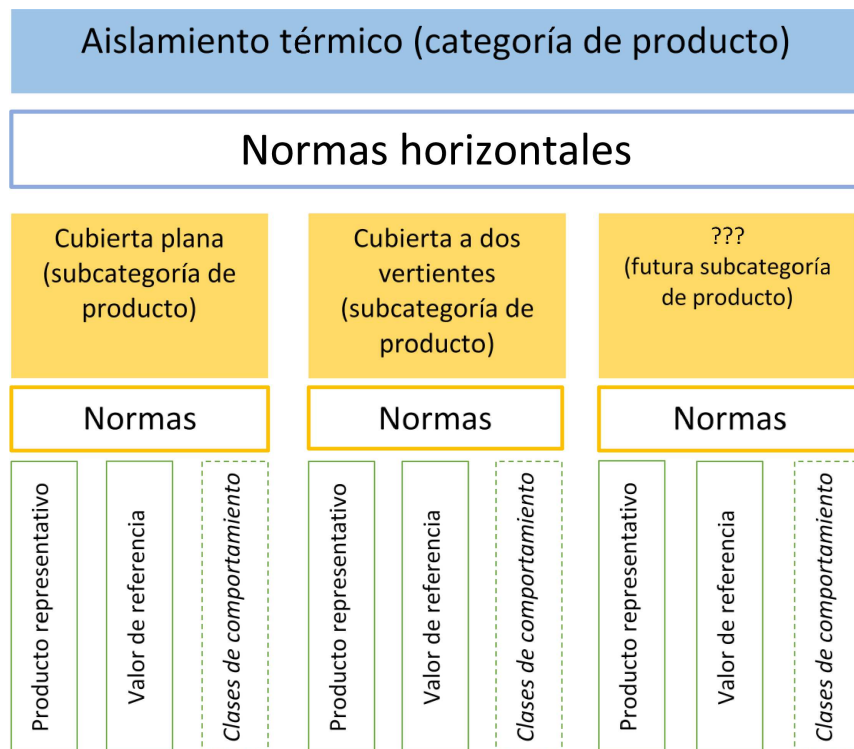 Aislamiento térmico (categoría de producto)
Normas horizontales
Cubierta plana
(subcategoría de
producto)
Cubierta a dos
vertientes
(subcategoría de
producto)
???
(futura subcategoría
de producto)
Normas
Normas
Normas
Producto representativo
Valor de referencia
Clases de comportamiento
Producto representativo
Valor de referencia
Clases de comportamiento
Producto representativo
Valor de referencia
Clases de comportamiento